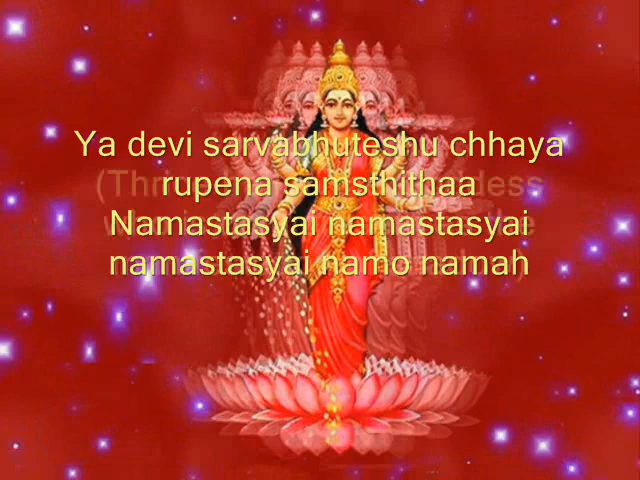 Ya devi sarvabhuteshu chhaya
rupena samsthithaa
Namastasyai namastasyai
namastasyai namo namah